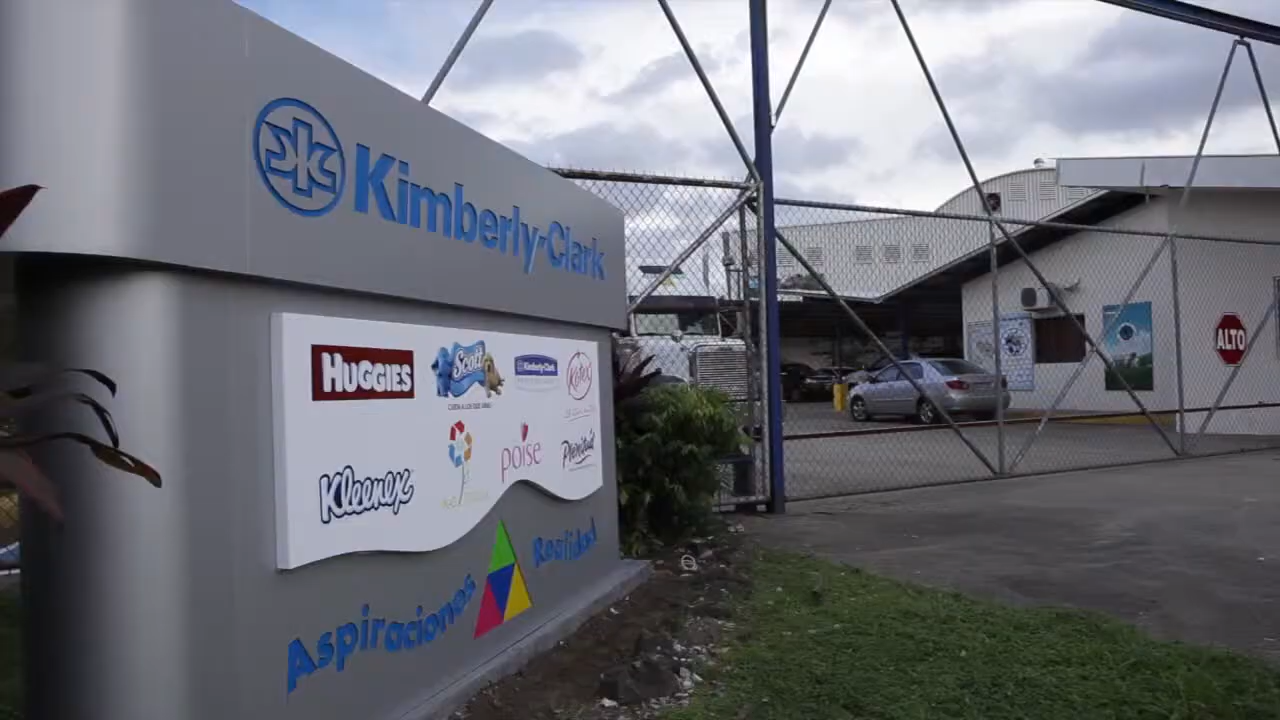 Kimberly-Clark
HUGGIES
Scott
Kimberly-Clark
Kotex
Kleenex
poise
Plenitud
Aspiraciones
Realidad
ALTO